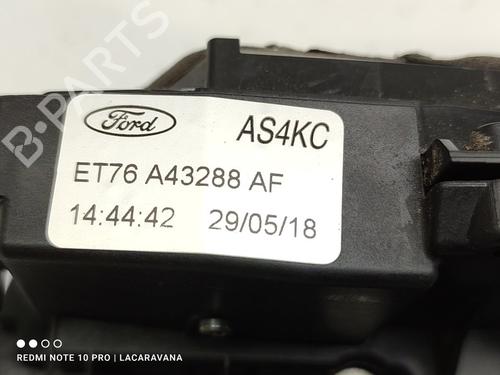 B-PARTS
Ford AS4KC
ET76 A43288 AF
14:44:42 29/05/18
REDMI NOTE 10 PRO | LACARAVANA